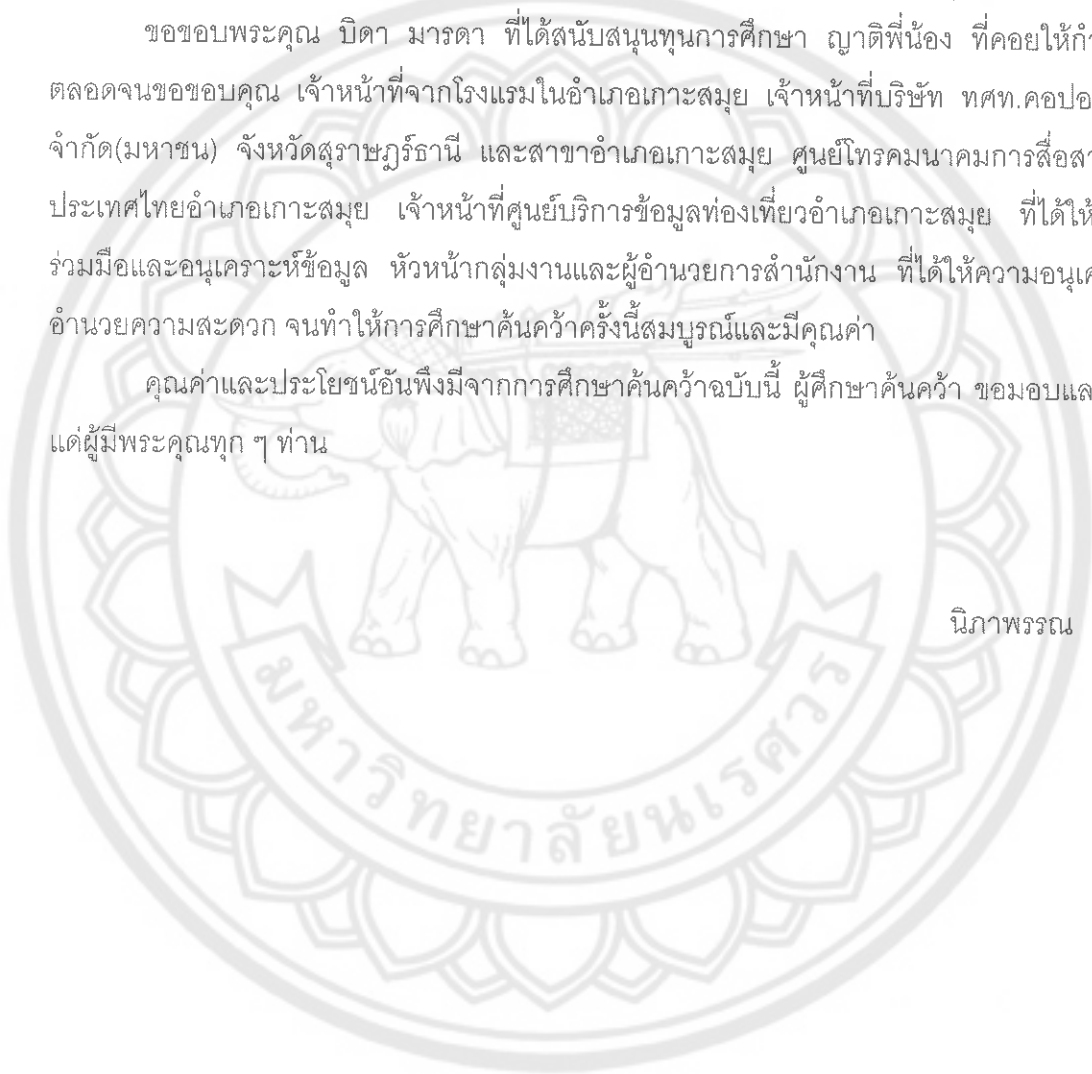 ขอขอบพระคุณ บิดา มารดา ที่ได้สนับสนุนทุนการศึกษา ญาติพี่น้อง ที่คอยให้กำ
ตลอดจนขอขอบคุณ เจ้าหน้าที่จากโรงแรมในอำเภอเกาะสมุย เจ้าหน้าที่บริษัท ทศท.คอปอ
จำกัด(มหาชน) จังหวัดสุราษฎร์ธานี และสาขาอำเภอเกาะสมุย ศูนย์โทรคมนาคมการสื่อสา
ประเทศไทยอำเภอเกาะสมุย เจ้าหน้าที่ศูนย์บริการข้อมูลท่องเที่ยวอำเภอเกาะสมุย ที่ได้ให้
ร่วมมือและอนุเคราะห์ข้อมูล หัวหน้ากลุ่มงานและผู้อำนวยการสำนักงาน ที่ได้ให้ความอนุเค
อำนวยความสะดวก จนทำให้การศึกษาค้นคว้าครั้งนี้สมบูรณ์และมีคุณค่า
คุณค่าและประโยชน์อันพึงมีจากการศึกษาค้นคว้าฉบับนี้ ผู้ศึกษาค้นคว้า ขอมอบแล
แด่ผู้มีพระคุณทุก ๆ ท่าน
นิภาพรรณ
มหาวิทยาลัยนเรศวร